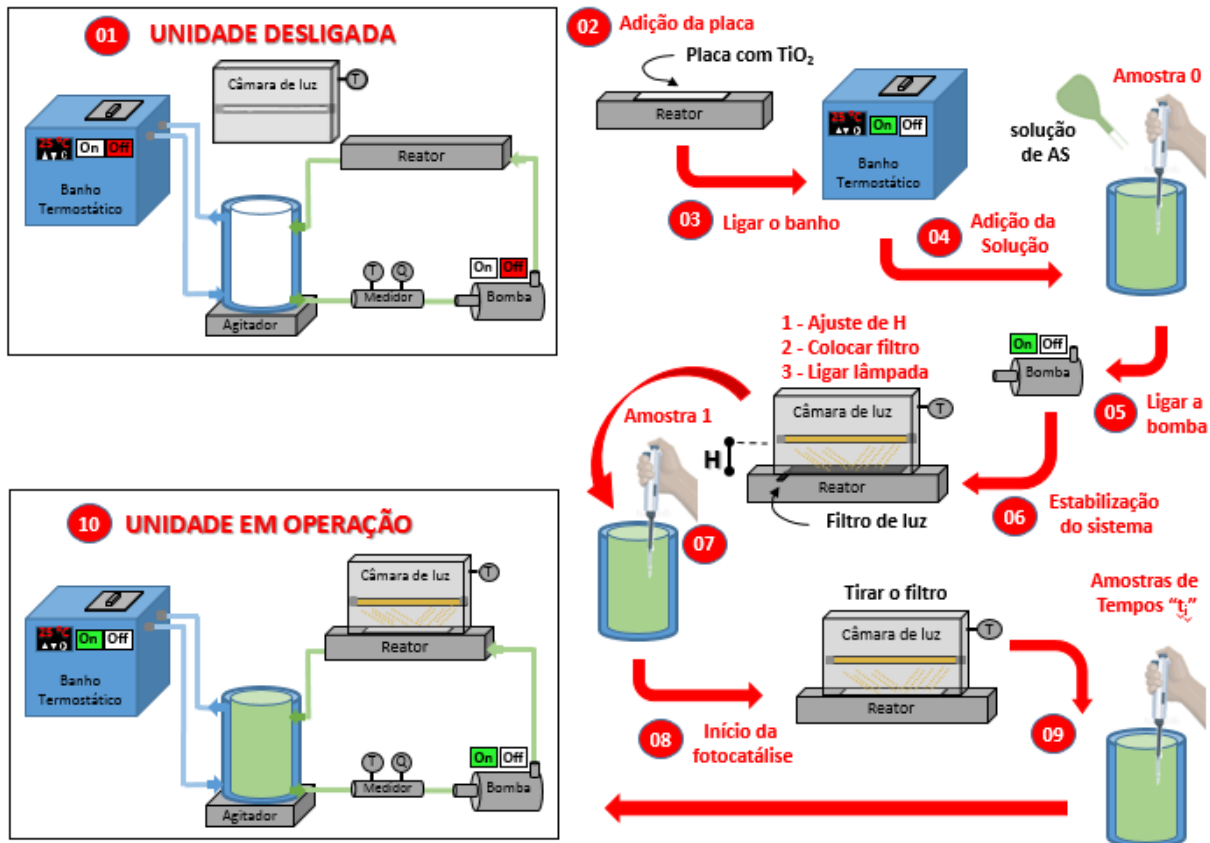 01 UNIDADE DESLIGADA
Câmara de luz
T
25 °C
On Off
Banho
Termostático
Reator
On Off
T Q
Medidor
Bomba
Agitador
02 Adição da placa
Placa com TiO₂
Reator
25 °C
On Off
Banho
Termostático
03 Ligar o banho
Amostra 0
solução
de AS
04 Adição da
Solução
On Off
Bomba
05 Ligar a
bomba
1 - Ajuste de H
2 - Colocar filtro
3 - Ligar lâmpada
Câmara de luz
T
H
Reator
Filtro de luz
06 Estabilização
do sistema
Amostra 1
07
08 Início da
fotocatálise
Tirar o filtro
Câmara de luz
T
Reator
09
Amostras de
Tempos “tᵢ”
10 UNIDADE EM OPERAÇÃO
Câmara de luz
T
25 °C
On Off
Banho
Termostático
Reator
On Off
T Q
Medidor
Bomba
Agitador